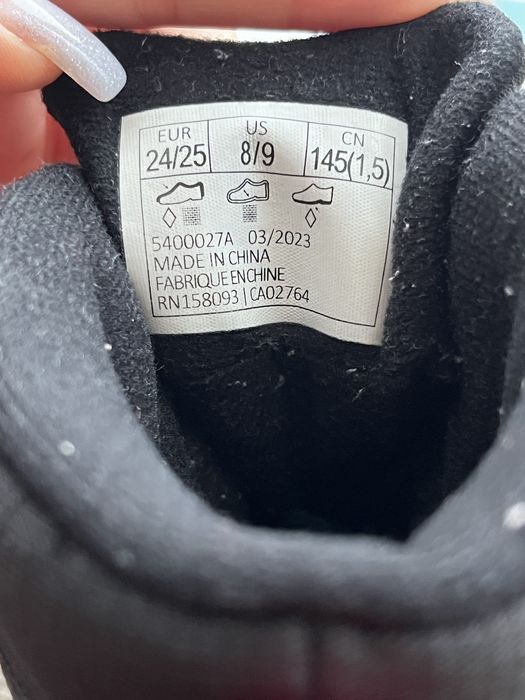 EUR US CN
24/25 8/9 145(1,5)
5400027A 03/2023
MADE IN CHINA
FABRIQUE EN CHINE
RN158093 | CA02764